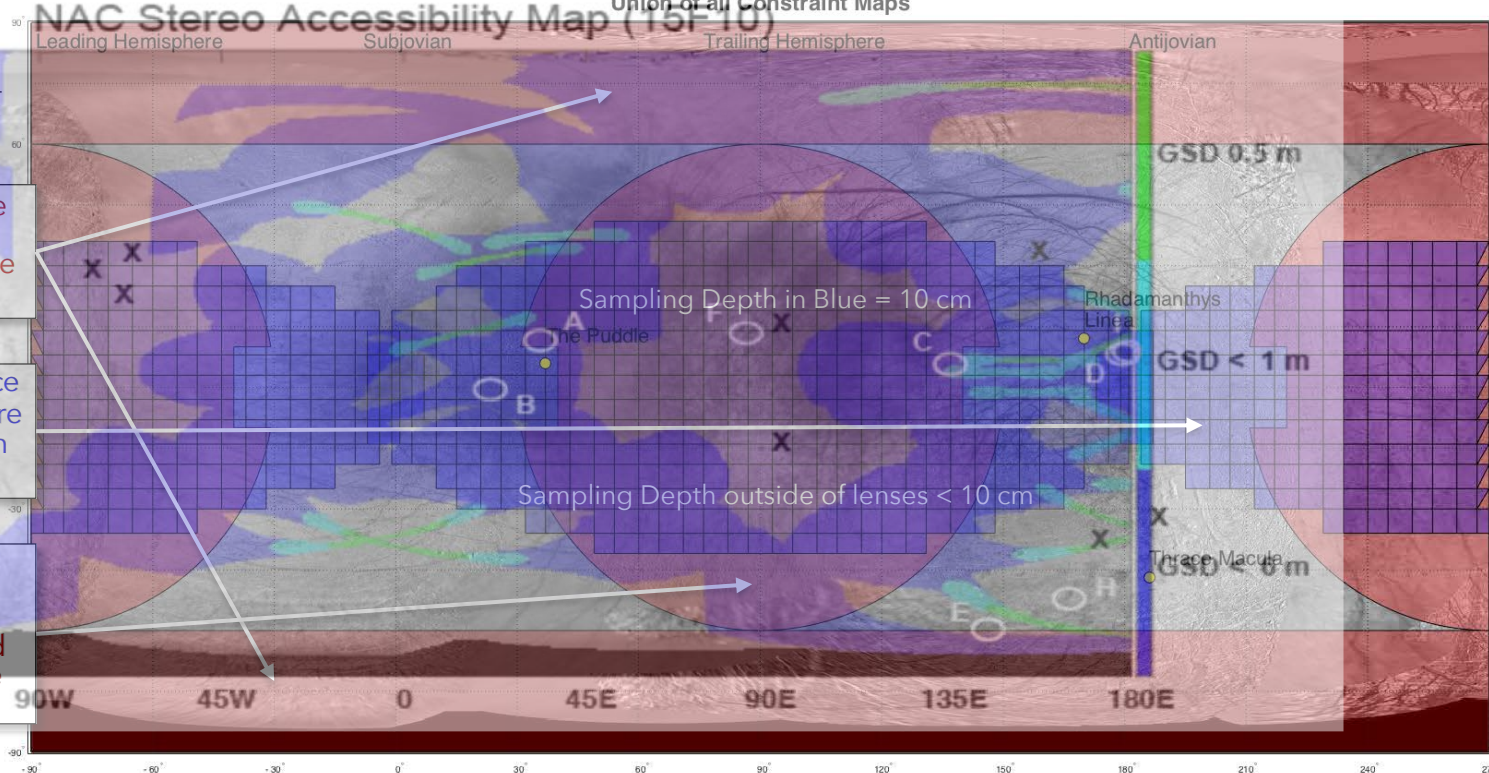 Union of all Constraint Maps
NAC Stereo Accessibility Map (15F10)
Leading Hemisphere
Subjovian
Trailing Hemisphere
Antijovian
90°
60
-30
-90°
GSD 0.5 m
GSD < 1 m
GSD < 6 m
X
X
X
X
X
X
X
X
X
Sampling Depth in Blue = 10 cm
Rhadamanthys
Linea
A
F
The Puddle
C
D
B
Sampling Depth outside of lenses < 10 cm
Thrace Macula
H
E
e
e
ce
re
n
d
90W
45W
0
45E
90E
135E
180E
-90°
-60°
-30°
0°
30°
60°
90°
120°
150°
180°
210°
240°